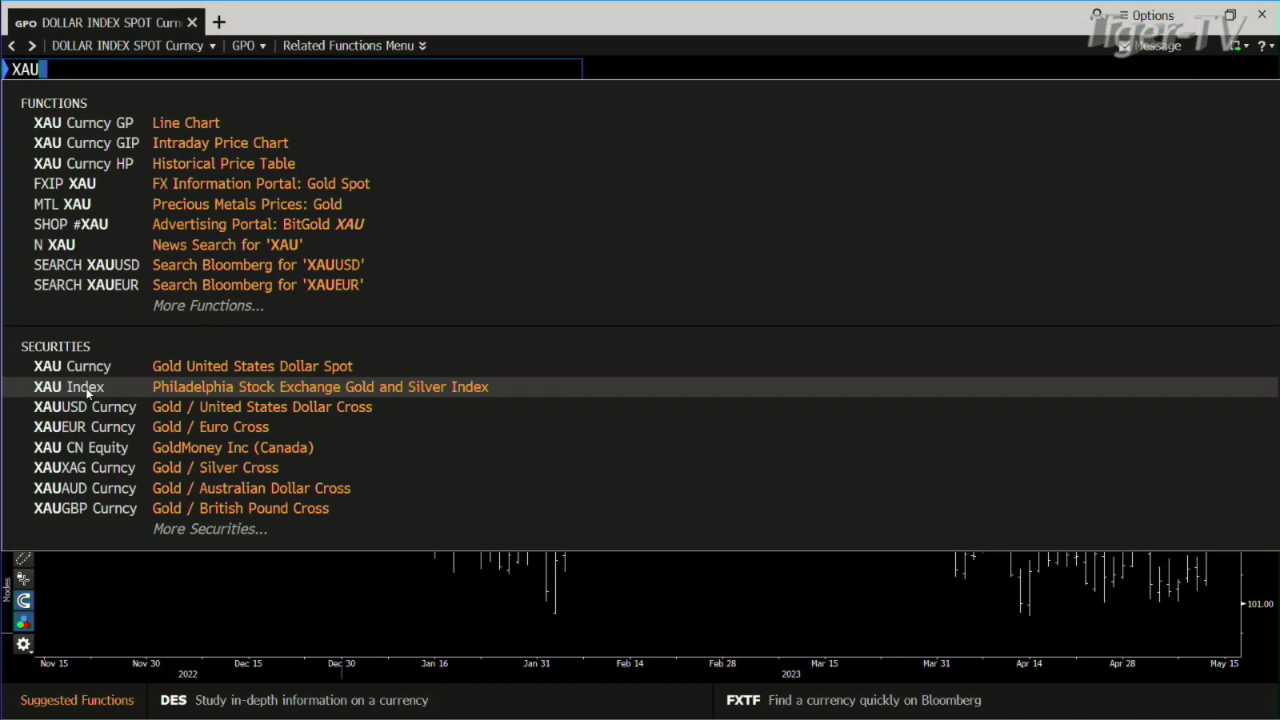 GPO DOLLAR INDEX SPOT Curn
Options
Tiger-TV
DOLLAR INDEX SPOT Curncy GPO Related Functions Menu Message ?
XAU
FUNCTIONS
XAU Curncy GP Line Chart
XAU Curncy GIP Intraday Price Chart
XAU Curncy HP Historical Price Table
FXIP XAU FX Information Portal: Gold Spot
MTL XAU Precious Metals Prices: Gold
SHOP #XAU Advertising Portal: BitGold XAU
N XAU News Search for 'XAU'
SEARCH XAUUSD Search Bloomberg for 'XAUUSD'
SEARCH XAUEUR Search Bloomberg for 'XAUEUR'
More Functions...
SECURITIES
XAU Curncy Gold United States Dollar Spot
XAU Index Philadelphia Stock Exchange Gold and Silver Index
XAUUSD Curncy Gold / United States Dollar Cross
XAUEUR Curncy Gold / Euro Cross
XAU CN Equity GoldMoney Inc (Canada)
XAUXAG Curncy Gold / Silver Cross
XAUAUD Curncy Gold / Australian Dollar Cross
XAUGBP Curncy Gold / British Pound Cross
More Securities...
Modes
101.00
Nov 15 Nov 30 Dec 15 Dec 30 Jan 16 Jan 31 Feb 14 Feb 28 Mar 15 Mar 31 Apr 14 Apr 28 May 15
2022 2023
Suggested Functions DES Study in-depth information on a currency FXTF Find a currency quickly on Bloomberg